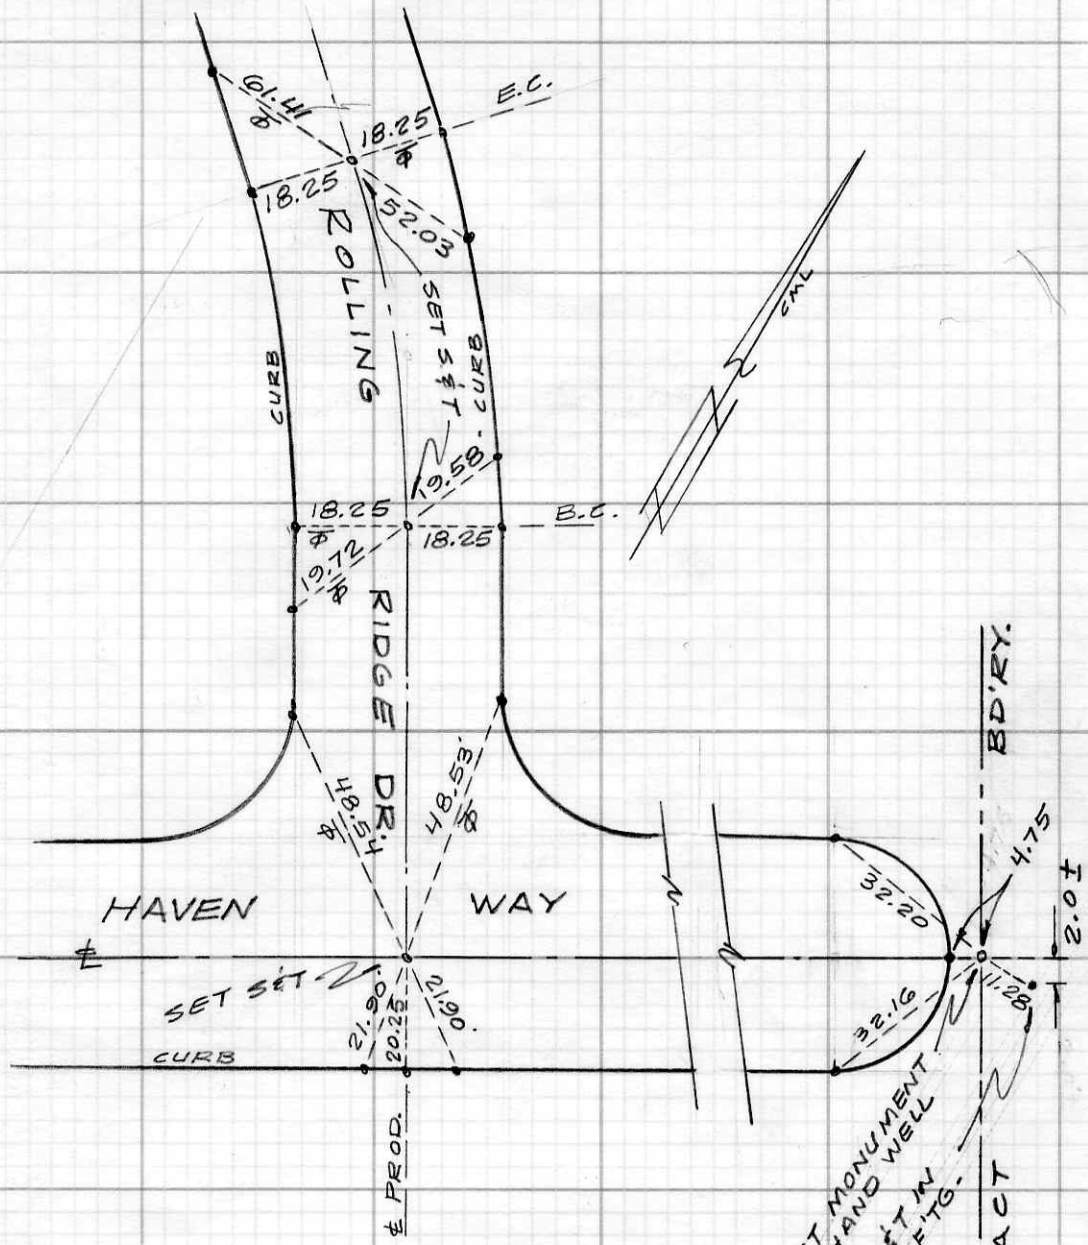 61.41
18.25
E.C.
18.25
52.03
ROLLING
SET S&T
CURB
CURB
CML
19.58
18.25
B.C.
18.25
19.72
RIDGE DR.
BD'RY.
48.54
48.53
4.75
32.20
2.0 ±
HAVEN WAY
℄
SET S&T
21.90
20.25
21.90
11.28
32.16
CURB
℄ PROD.
MONUMENT
AND WELL
IN
F'TG.